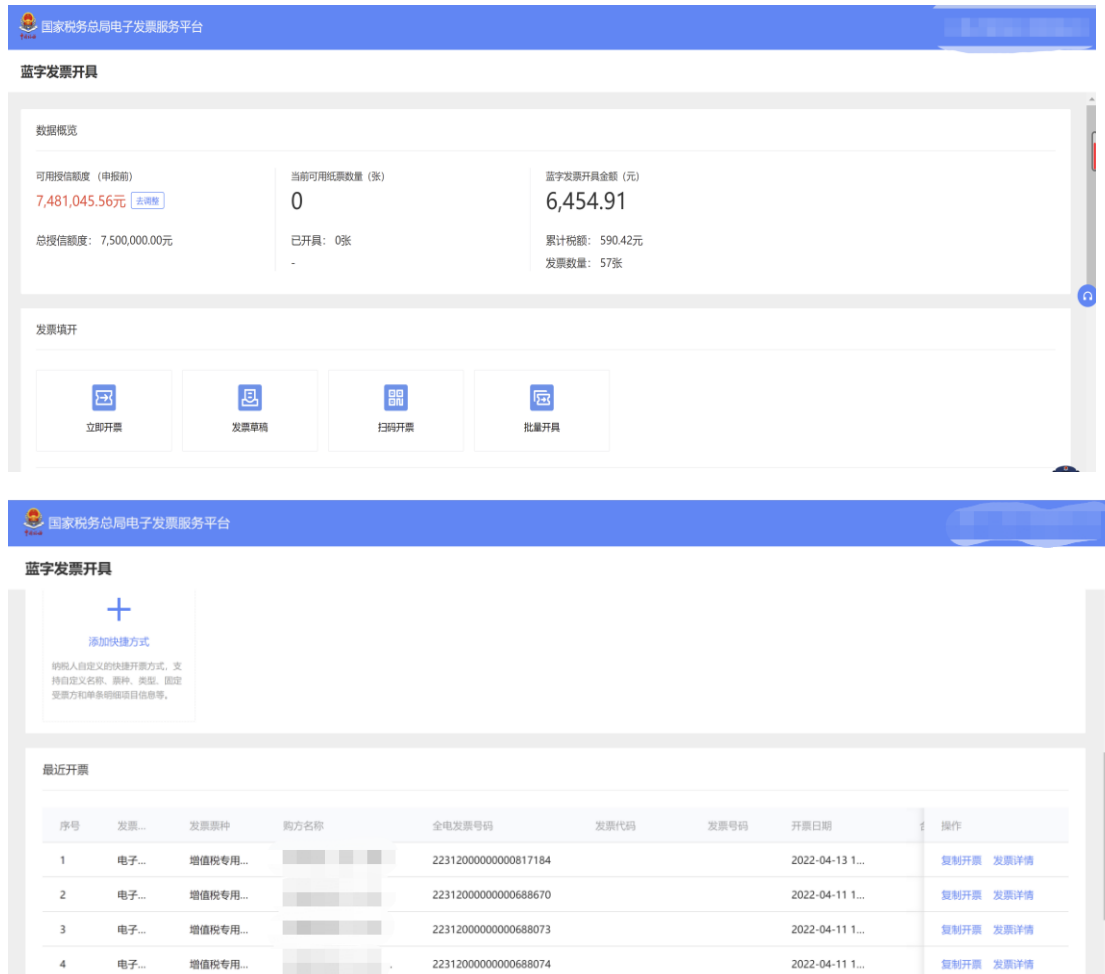 国家税务总局电子发票服务平台
蓝字发票开具
数据概览
可用授信额度 （申报前） 当前可用纸票数量（张） 蓝字发票开具金额（元）
7,481,045.56元 去调整 0 6,454.91
总授信额度： 7,500,000.00元 已开具： 0张 累计税额： 590.42元
- 发票数量： 57张
发票填开
立即开票 发票草稿 扫码开票 批量开具
国家税务总局电子发票服务平台
蓝字发票开具
添加快捷方式
纳税人自定义的快捷开票方式，支
持自定义名称、票种、类型、固定
受票方和单条明细项目信息等。
最近开票
序号 发票... 发票票种 购方名称 全电发票号码 发票代码 发票号码 开票日期 操作
1 电子... 增值税专用... 22312000000000817184 2022-04-13 1... 复制开票 发票详情
2 电子... 增值税专用... 22312000000000688670 2022-04-11 1... 复制开票 发票详情
3 电子... 增值税专用... 22312000000000688073 2022-04-11 1... 复制开票 发票详情
4 电子... 增值税专用... 22312000000000688074 2022-04-11 1... 复制开票 发票详情